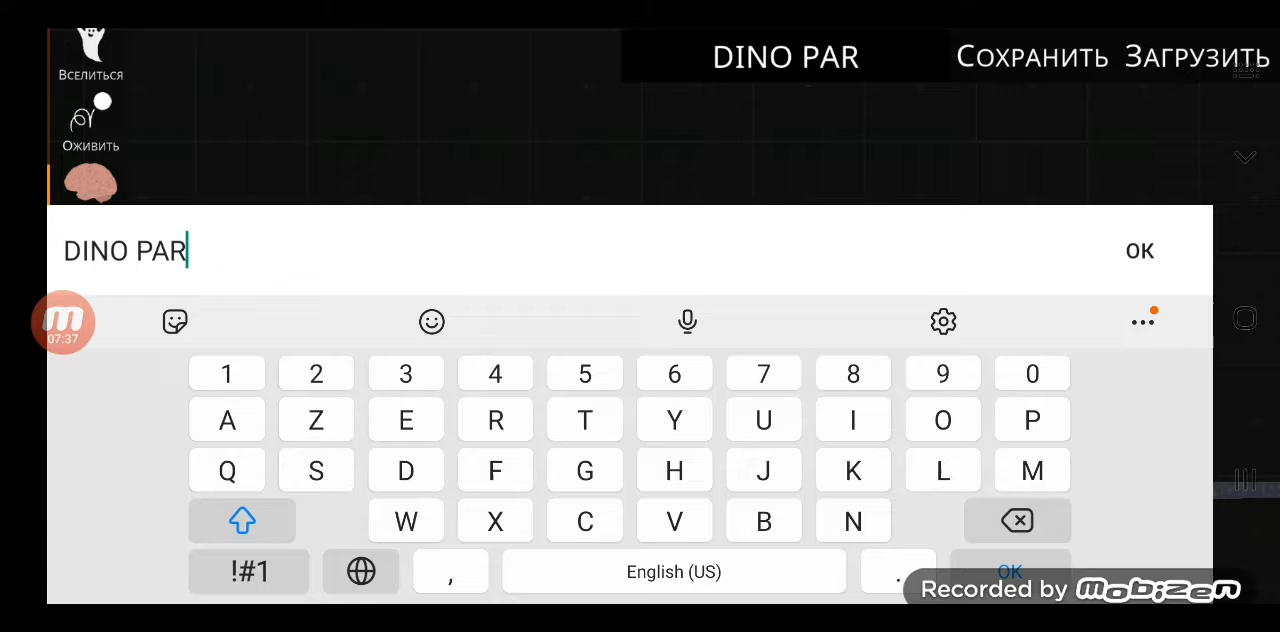 DINO PAR
Сохранить Загрузить
Вселиться
Оживить
DINO PAR
OK
07:37
1 2 3 4 5 6 7 8 9 0
A Z E R T Y U I O P
Q S D F G H J K L M
W X C V B N
!#1 , English (US) . OK
Recorded by mobizen